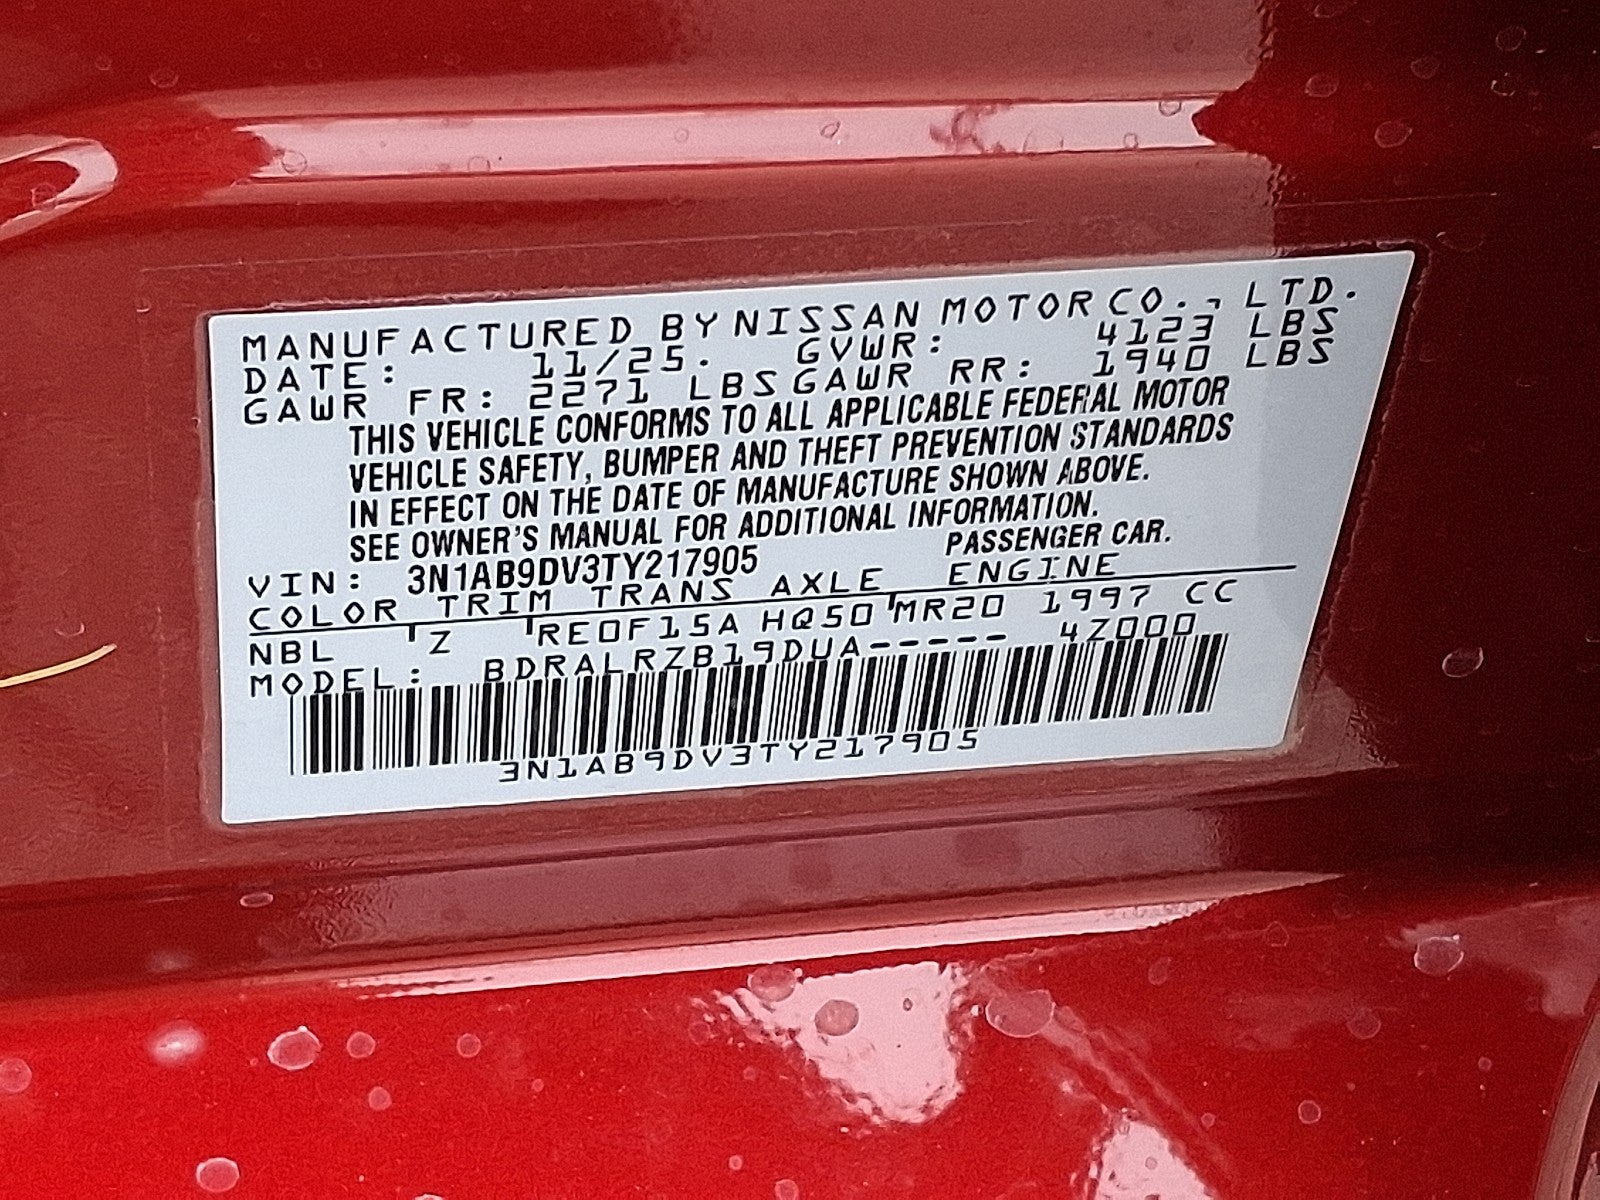 MANUFACTURED BY NISSAN MOTOR CO., LTD.
DATE: 11/25. GVWR: 4123 LBS
GAWR FR: 2271 LBS GAWR RR: 1940 LBS
THIS VEHICLE CONFORMS TO ALL APPLICABLE FEDERAL MOTOR
VEHICLE SAFETY, BUMPER AND THEFT PREVENTION STANDARDS
IN EFFECT ON THE DATE OF MANUFACTURE SHOWN ABOVE.
SEE OWNER'S MANUAL FOR ADDITIONAL INFORMATION.
VIN: 3N1AB9DV3TY217905 PASSENGER CAR.
COLOR TRIM TRANS AXLE ENGINE
NBL Z RE0F15A HQ50 MR20 1997 CC
MODEL: BDRALRZB19DUA----- 4Z000
3N1AB9DV3TY217905